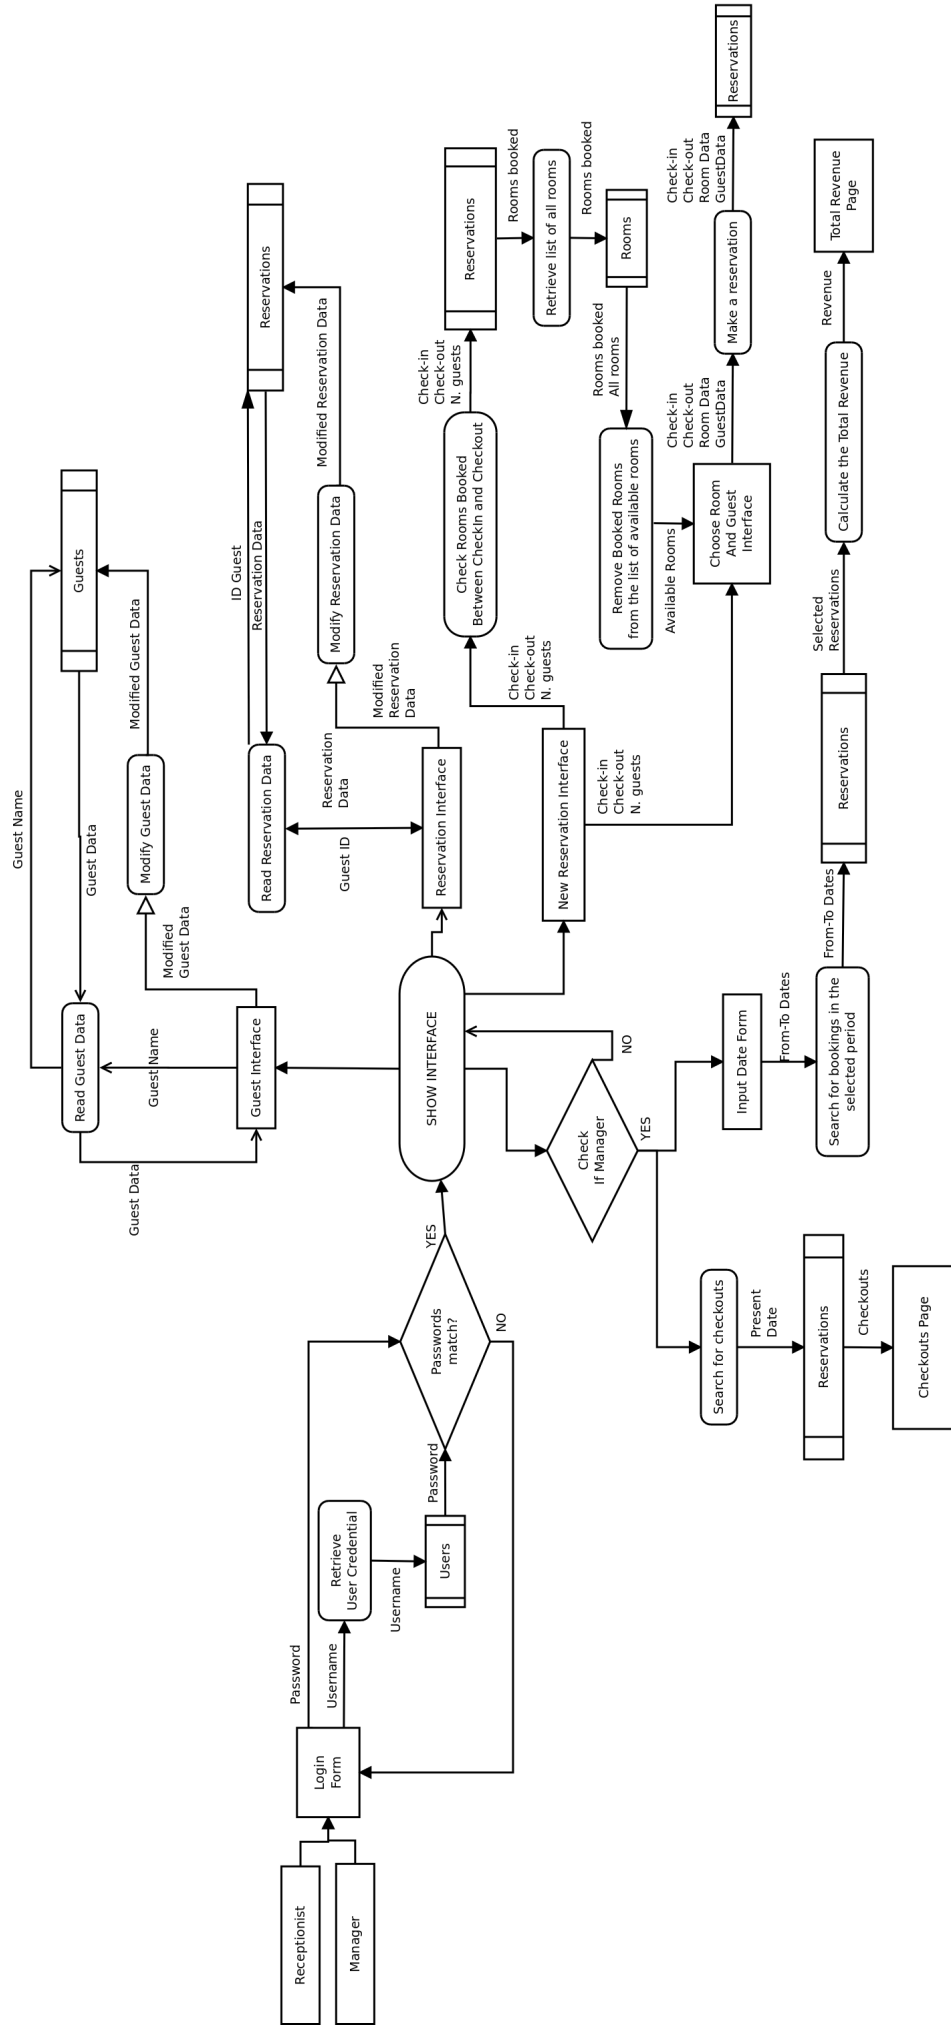 Receptionist
Manager
Login
Form
Password
Username
Retrieve
User Credential
Username
Users
Password
Passwords
match?
YES
NO
SHOW INTERFACE
Guest Interface
Guest Name
Guest Data
Read Guest Data
Guest Name
Guest Data
Guests
Modified
Guest Data
Modify Guest Data
Modified Guest Data
Reservation Interface
Guest ID
Read Reservation Data
ID Guest
Reservation Data
Reservations
Reservation
Data
Modified
Reservation
Data
Modify Reservation Data
Modified Reservation Data
New Reservation Interface
Check-in
Check-out
N. guests
Check Rooms Booked
Between CheckIn and Checkout
Check-in
Check-out
N. guests
Reservations
Rooms booked
Retrieve list of all rooms
Rooms booked
Rooms
Rooms booked
All rooms
Remove Booked Rooms
from the list of available rooms
Available Rooms
Check-in
Check-out
N. guests
Choose Room
And Guest
Interface
Check-in
Check-out
Room Data
GuestData
Make a reservation
Check-in
Check-out
Room Data
GuestData
Reservations
Check
If Manager
NO
YES
Input Date Form
From-To Dates
Search for bookings in the
selected period
From-To Dates
Reservations
Selected
Reservations
Calculate the Total Revenue
Revenue
Total Revenue
Page
Search for checkouts
Present
Date
Reservations
Checkouts
Checkouts Page